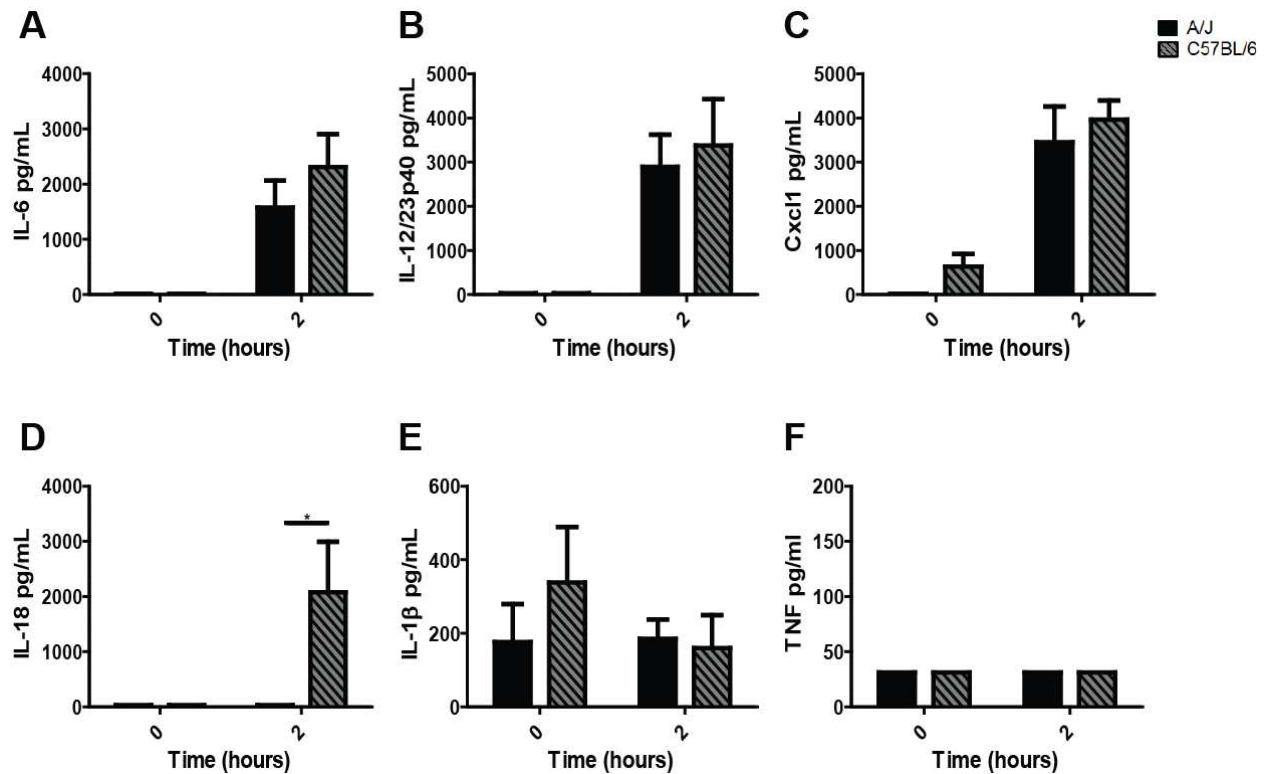 A
B
C
A/J
C57BL/6
IL-6 pg/mL
4000
3000
2000
1000
0
0
2
Time (hours)
IL-12/23p40 pg/mL
5000
4000
3000
2000
1000
0
0
2
Time (hours)
Cxcl1 pg/mL
5000
4000
3000
2000
1000
0
0
2
Time (hours)
D
E
F
IL-18 pg/mL
4000
3000
2000
1000
0
*
0
2
Time (hours)
IL-1β pg/mL
600
400
200
0
0
2
Time (hours)
TNF pg/ml
200
150
100
50
0
0
2
Time (hours)